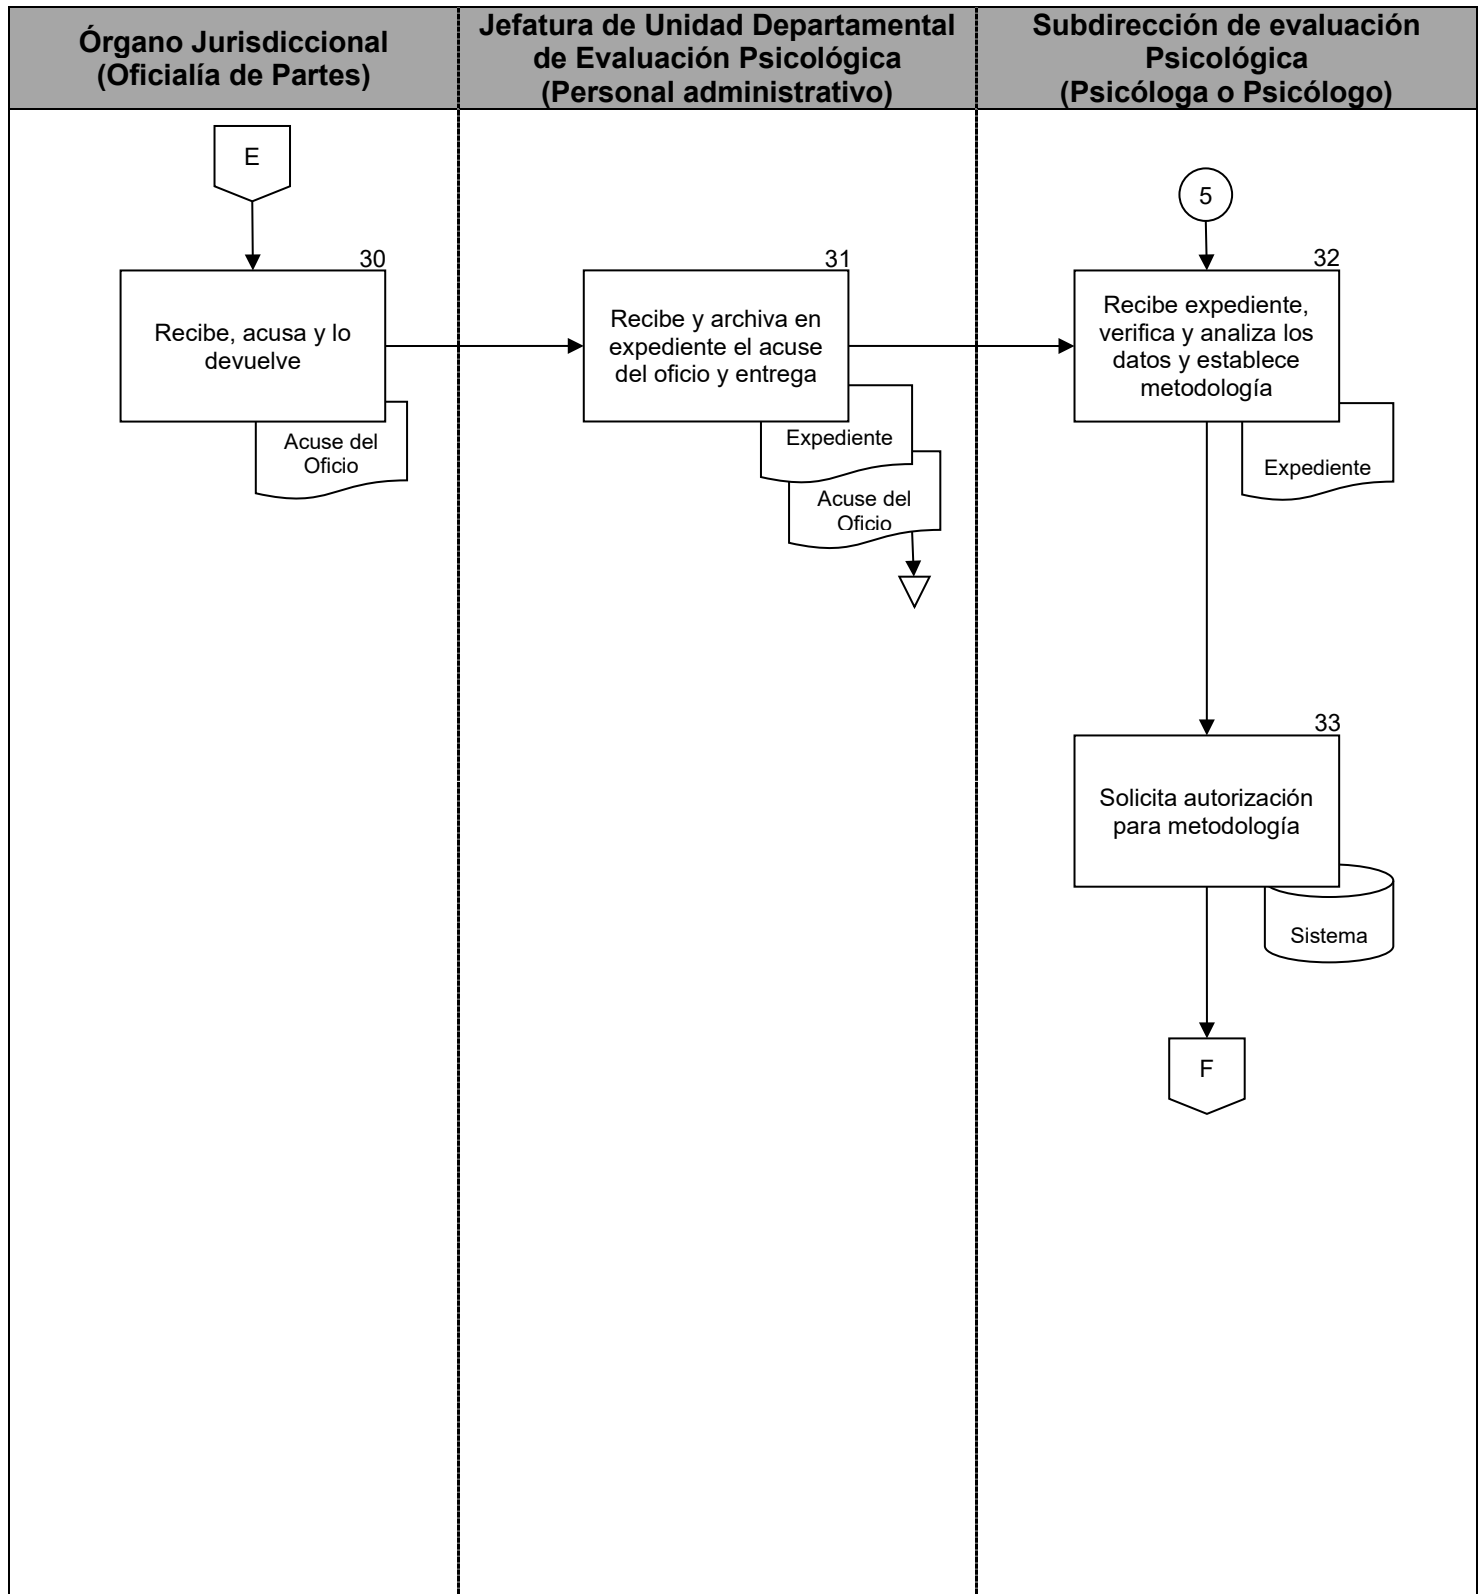 Órgano Jurisdiccional
(Oficialía de Partes)
Jefatura de Unidad Departamental
de Evaluación Psicológica
(Personal administrativo)
Subdirección de evaluación
Psicológica
(Psicóloga o Psicólogo)
E
5
30
Recibe, acusa y lo
devuelve
Acuse del
Oficio
31
Recibe y archiva en
expediente el acuse
del oficio y entrega
Expediente
Acuse del
Oficio
32
Recibe expediente,
verifica y analiza los
datos y establece
metodología
Expediente
33
Solicita autorización
para metodología
Sistema
F